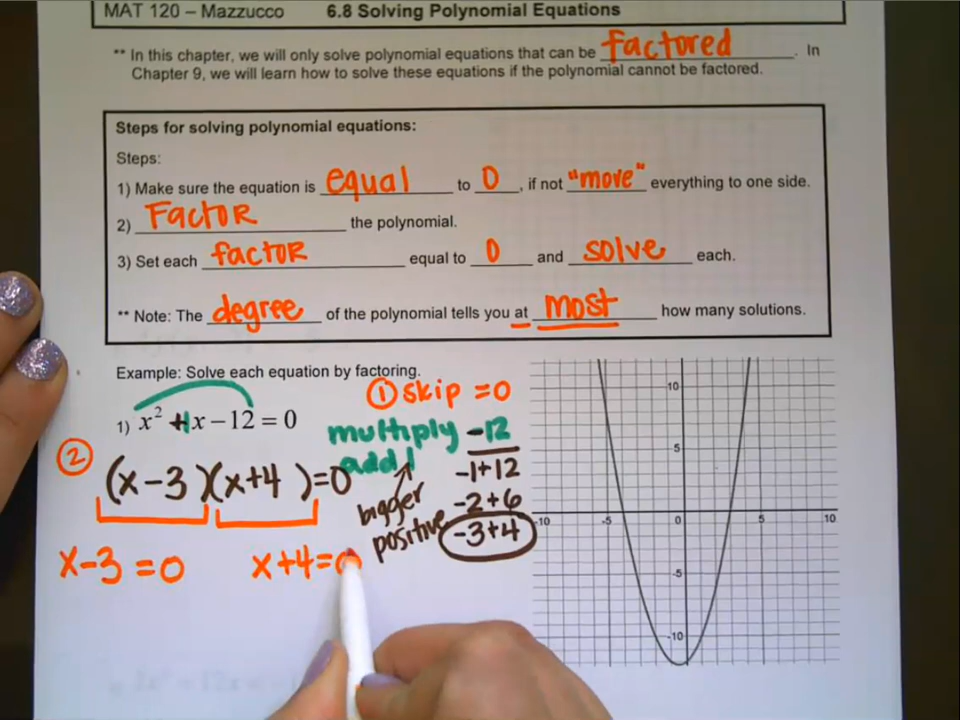 MAT 120 – Mazzucco 6.8 Solving Polynomial Equations
** In this chapter, we will only solve polynomial equations that can be factored. In
Chapter 9, we will learn how to solve these equations if the polynomial cannot be factored.
Steps for solving polynomial equations:
Steps:
1) Make sure the equation is equal to 0, if not "move" everything to one side.
2) FactoR the polynomial.
3) Set each factoR equal to 0 and solve each.
** Note: The degree of the polynomial tells you at most how many solutions.
Example: Solve each equation by factoring.
① skip =0
1) x² + 1x – 12 = 0
multiply -12
add 1
② (x-3)(x+4)=0
bigger
positive
-1+12
-2+6
-3+4
x-3=0 x+4=0
10
5
-10 -5 0 5 10
-5
-10